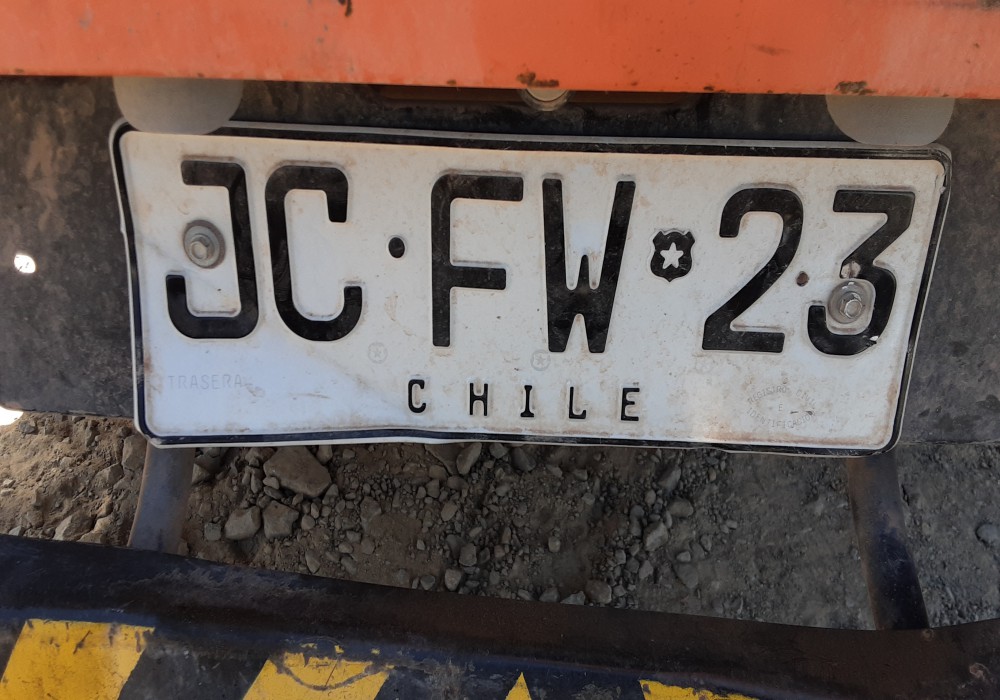 JC·FW 23
TRASERA
CHILE